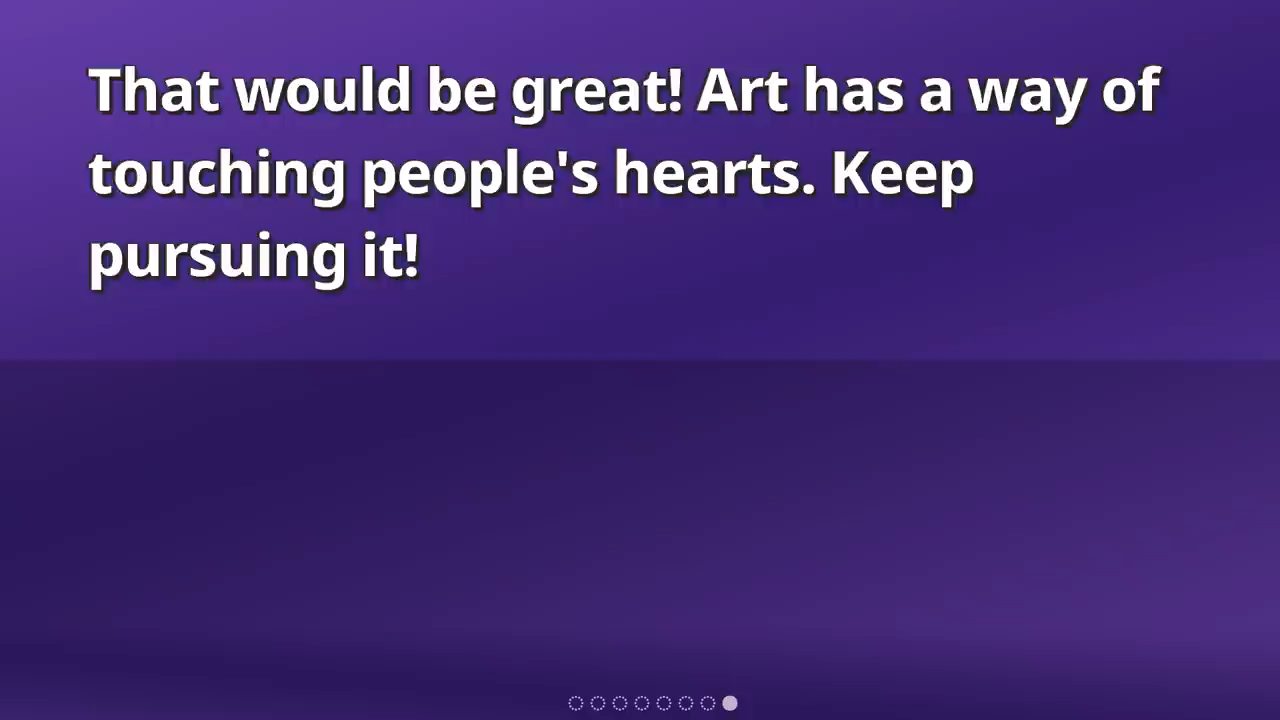 That would be great! Art has a way of
touching people's hearts. Keep
pursuing it!